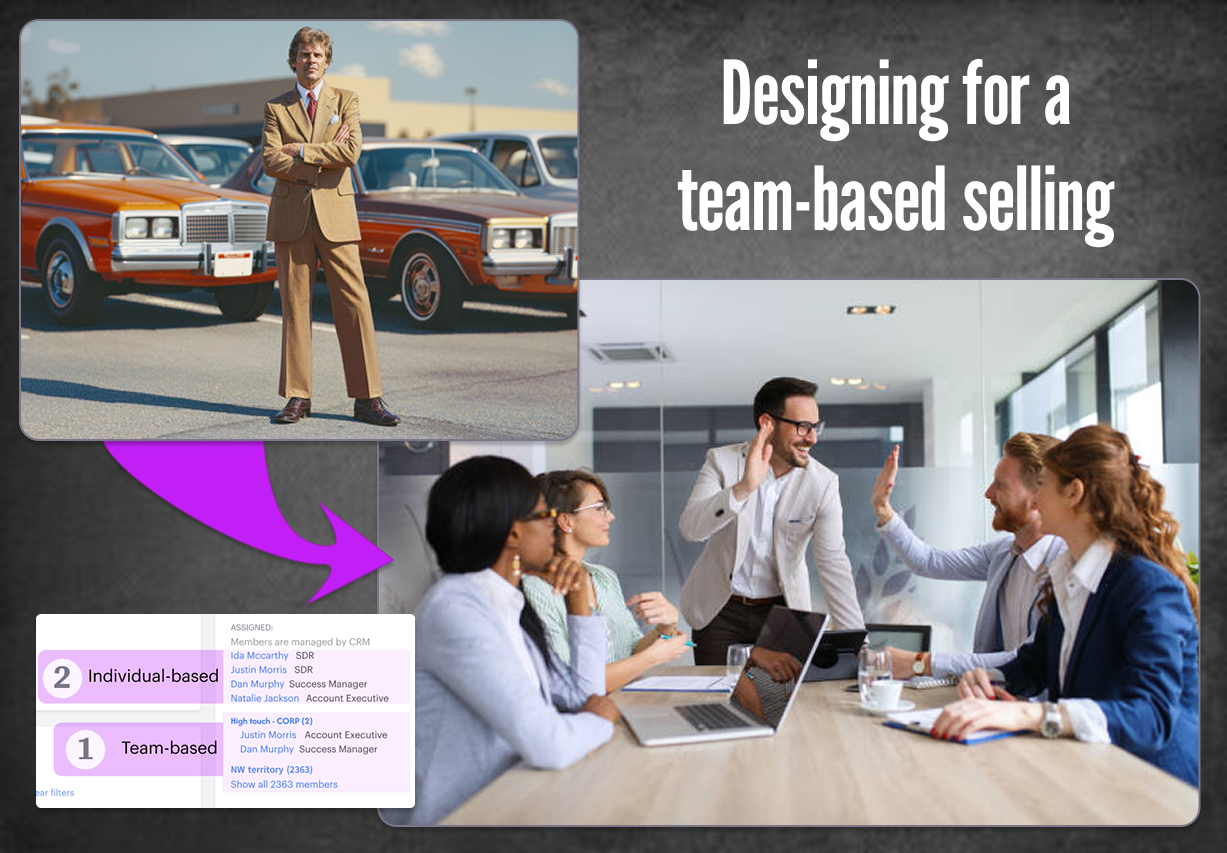 Designing for a
team-based selling
ASSIGNED:
Members are managed by CRM
Ida Mccarthy SDR
Justin Morris SDR
2 Individual-based
Dan Murphy Success Manager
Natalie Jackson Account Executive
High touch - CORP (2)
Justin Morris Account Executive
1 Team-based
Dan Murphy Success Manager
NW territory (2363)
Show all 2363 members
ear filters